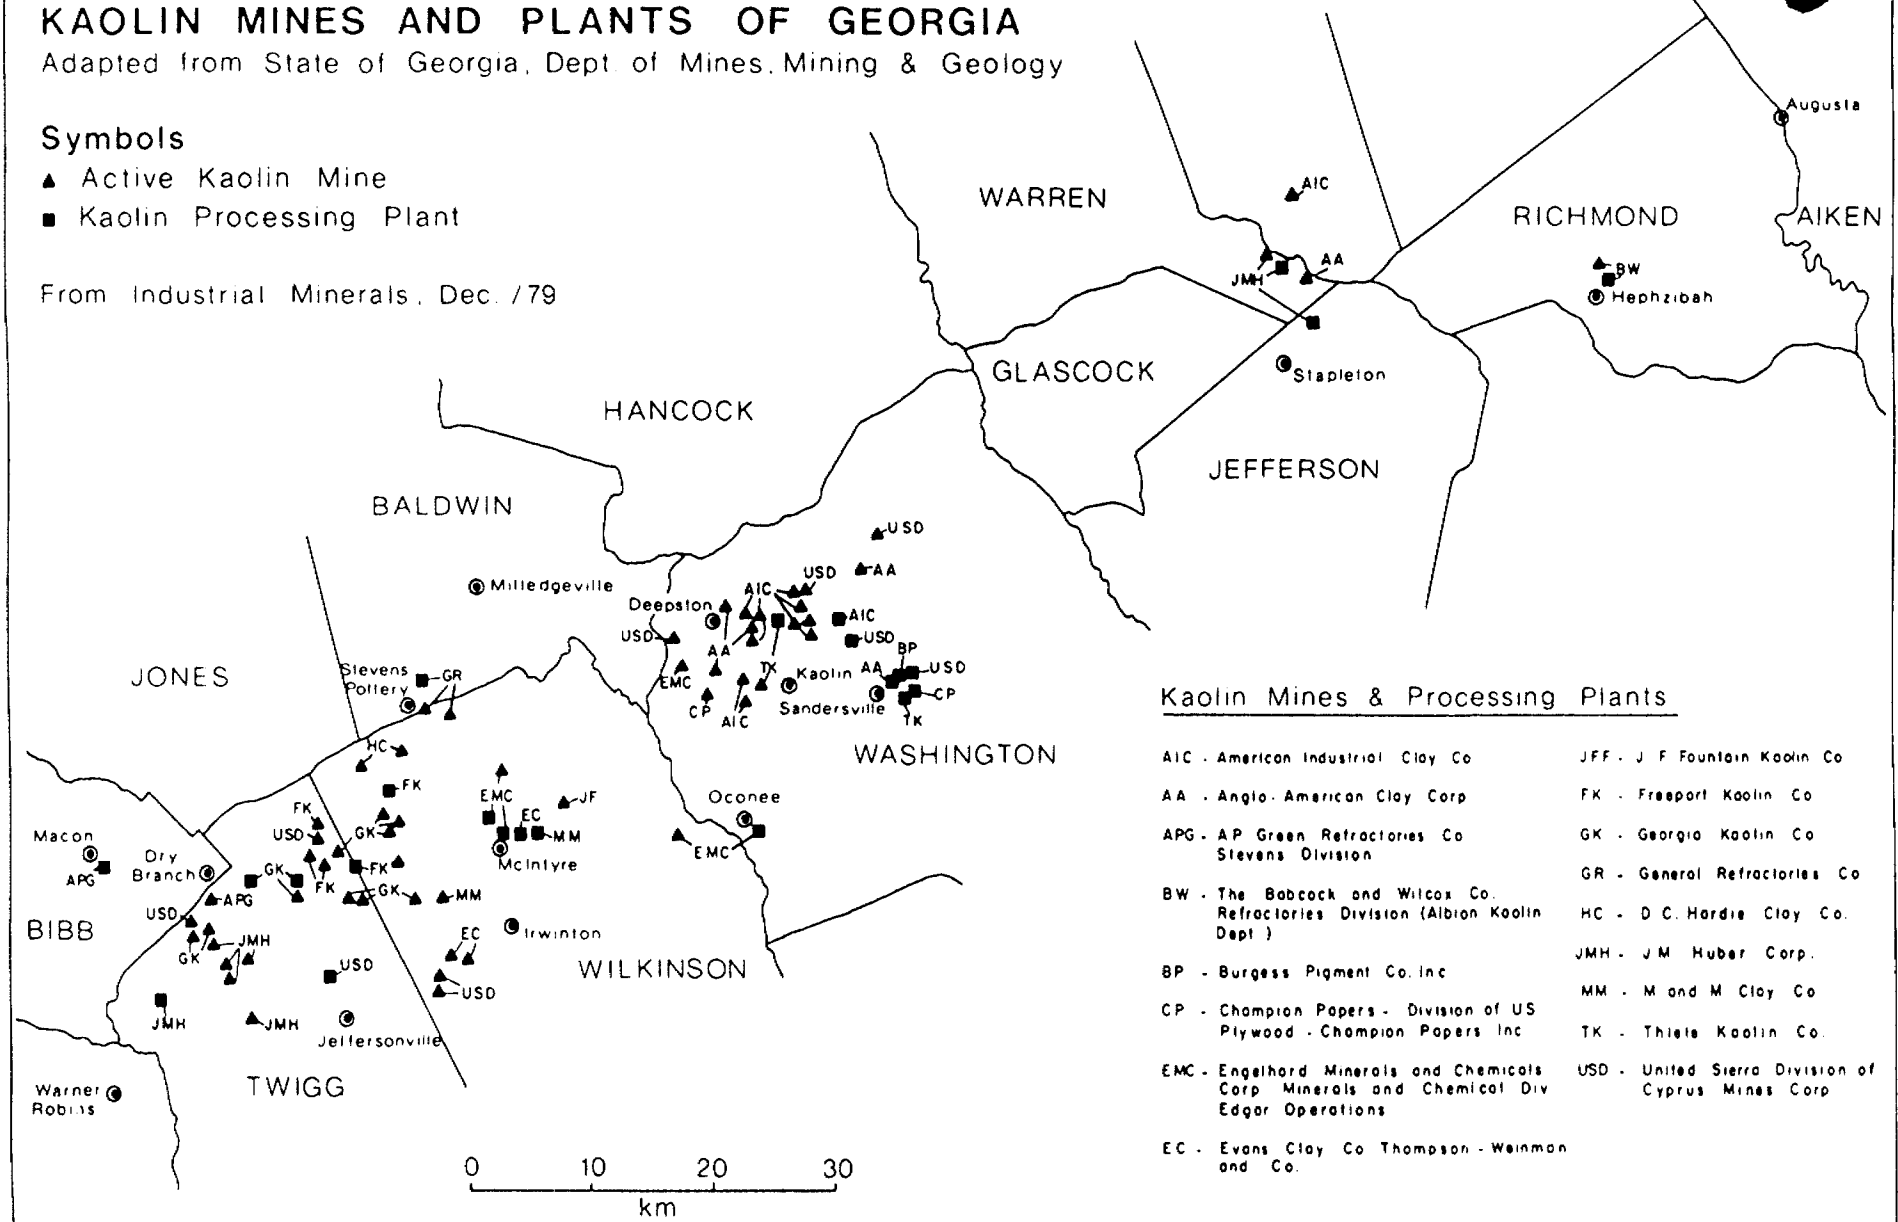 KAOLIN MINES AND PLANTS OF GEORGIA
Adapted from State of Georgia, Dept. of Mines, Mining & Geology
Symbols
Active Kaolin Mine
Kaolin Processing Plant
From Industrial Minerals, Dec. /79
Augusta
WARREN
AIC
RICHMOND
AIKEN
AA
JMH
BW
Hephzibah
GLASCOCK
Stapleton
HANCOCK
JEFFERSON
BALDWIN
USD
AA
USD
Milledgeville
AIC
Deepston
AIC
USD
USD
AA
BP
JONES
Stevens
Pottery
GR
EMC
TK
Kaolin
AA
USD
CP
AIC
Sandersville
CP
TK
HC
WASHINGTON
FK
EMC
JF
Oconee
FK
EC
USD
GK
MM
Macon
EMC
McIntyre
Dry
Branch
GK
FK
APG
FK
GK
MM
APG
USD
BIBB
EC
Irwinton
JMH
GK
USD
WILKINSON
USD
JMH
JMH
Jeffersonville
TWIGG
Warner
Robins
0 10 20 30
km
Kaolin Mines & Processing Plants
AIC - American Industrial Clay Co
AA - Anglo-American Clay Corp
APG - AP Green Refractories Co
Stevens Division
BW - The Babcock and Wilcox Co.
Refractories Division (Albion Kaolin
Dept )
BP - Burgess Pigment Co. Inc
CP - Champion Papers - Division of US
Plywood - Champion Papers Inc
EMC - Engelhard Minerals and Chemicals
Corp Minerals and Chemical Div
Edgar Operations
EC - Evans Clay Co Thompson - Weinman
and Co.
JFF - J F Fountain Kaolin Co
FK - Freeport Kaolin Co
GK - Georgia Kaolin Co
GR - General Refractories Co
HC - D C. Hardie Clay Co.
JMH - J M Huber Corp.
MM - M and M Clay Co
TK - Thiele Kaolin Co.
USD - United Sierra Division of
Cyprus Mines Corp